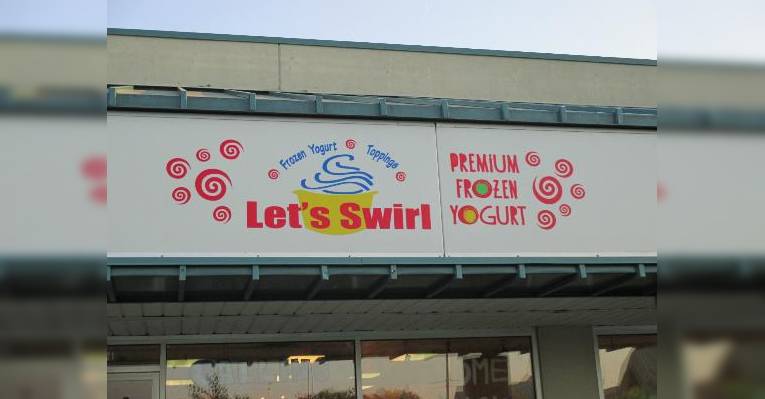 Frozen Yogurt Toppings
Let's Swirl
PREMIUM
FROZEN
YOGURT